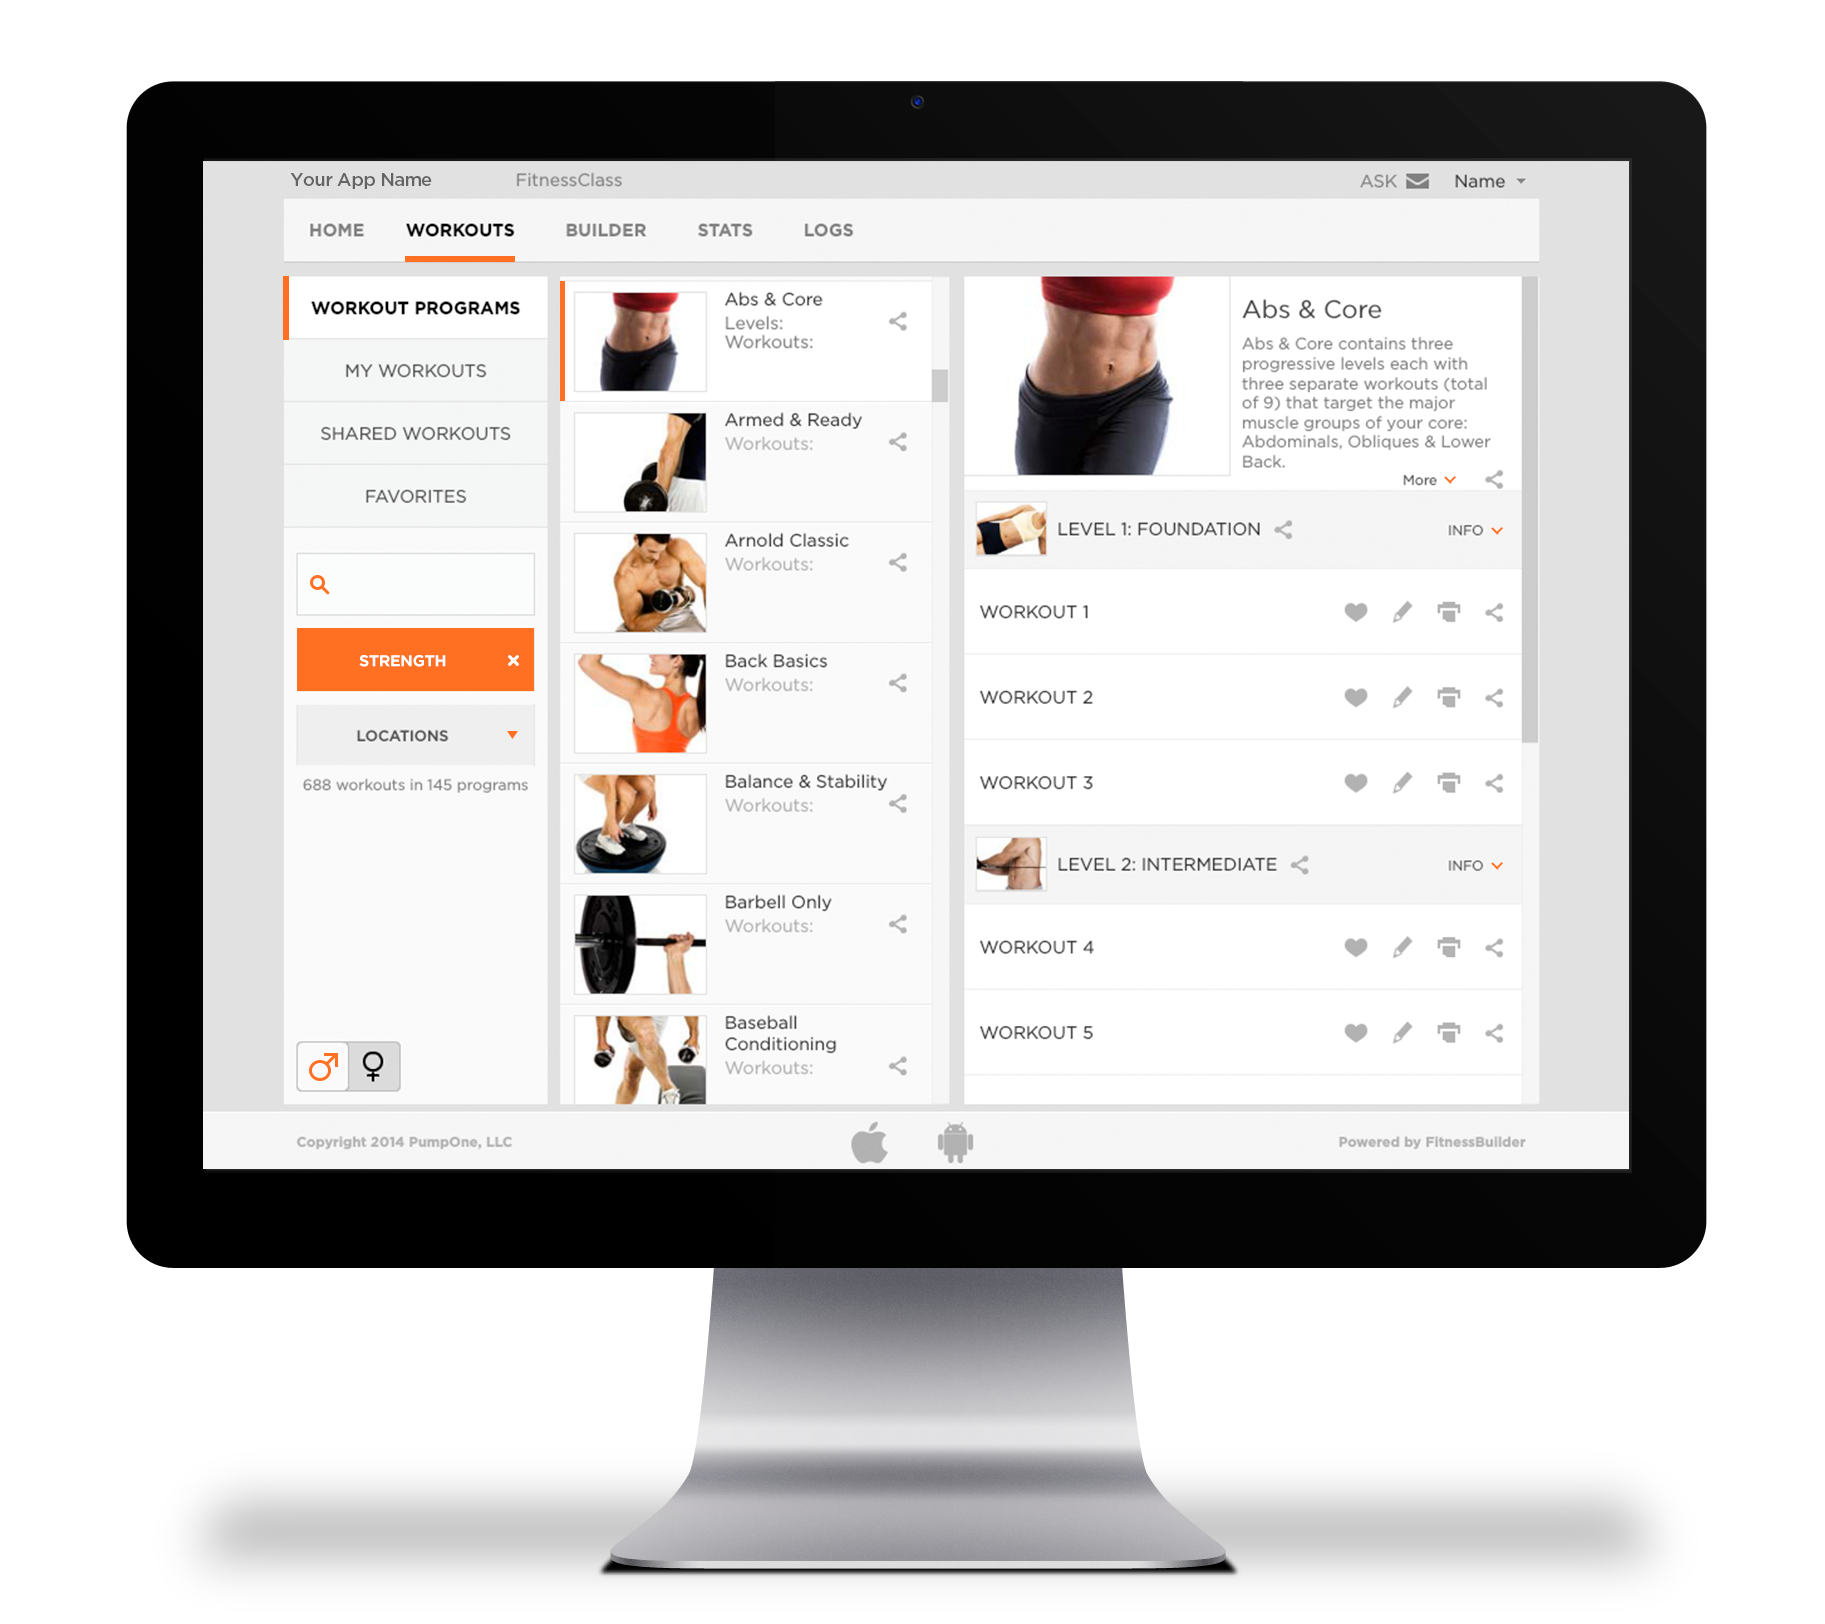 Your App Name
FitnessClass
ASK
Name
HOME
WORKOUTS
BUILDER
STATS
LOGS
WORKOUT PROGRAMS
MY WORKOUTS
SHARED WORKOUTS
FAVORITES
STRENGTH
LOCATIONS
688 workouts in 145 programs
Abs & Core
Levels:
Workouts:
Armed & Ready
Workouts:
Arnold Classic
Workouts:
Back Basics
Workouts:
Balance & Stability
Workouts:
Barbell Only
Workouts:
Baseball
Conditioning
Workouts:
Abs & Core
Abs & Core contains three
progressive levels each with
three separate workouts (total
of 9) that target the major
muscle groups of your core:
Abdominals, Obliques & Lower
Back.
More
LEVEL 1: FOUNDATION
INFO
WORKOUT 1
WORKOUT 2
WORKOUT 3
LEVEL 2: INTERMEDIATE
INFO
WORKOUT 4
WORKOUT 5
Copyright 2014 PumpOne, LLC
Powered by FitnessBuilder